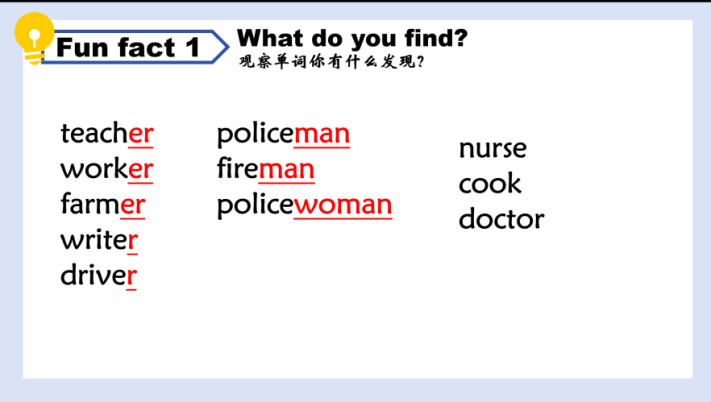 Fun fact 1
What do you find?
观察单词你有什么发现?
teacher
worker
farmer
writer
driver
policeman
fireman
policewoman
nurse
cook
doctor